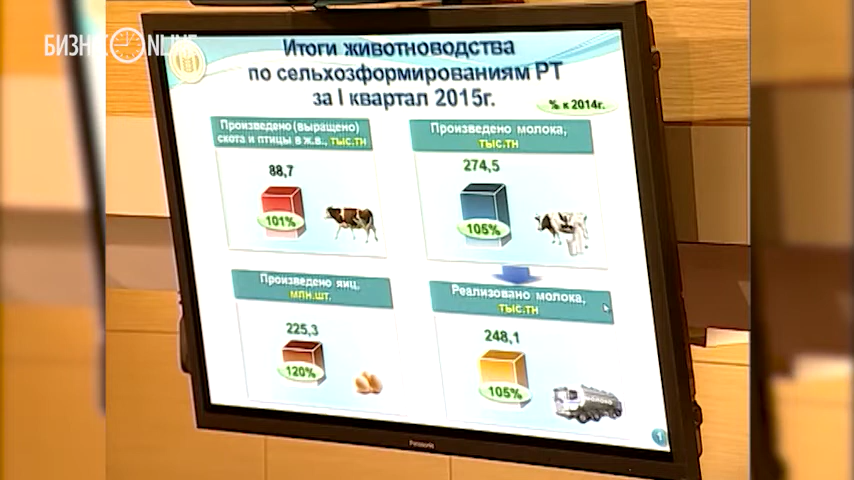 БИЗНЕС ONLINE
Итоги животноводства
по сельхозформированиям РТ
за I квартал 2015г.
% к 2014г.
Произведено (выращено)
скота и птицы в ж.в., тыс.тн
88,7
101%
Произведено молока,
тыс.тн
274,5
105%
Произведено яиц,
млн.шт.
225,3
120%
Реализовано молока,
тыс.тн
248,1
105%
МОЛОКО
1
Panasonic